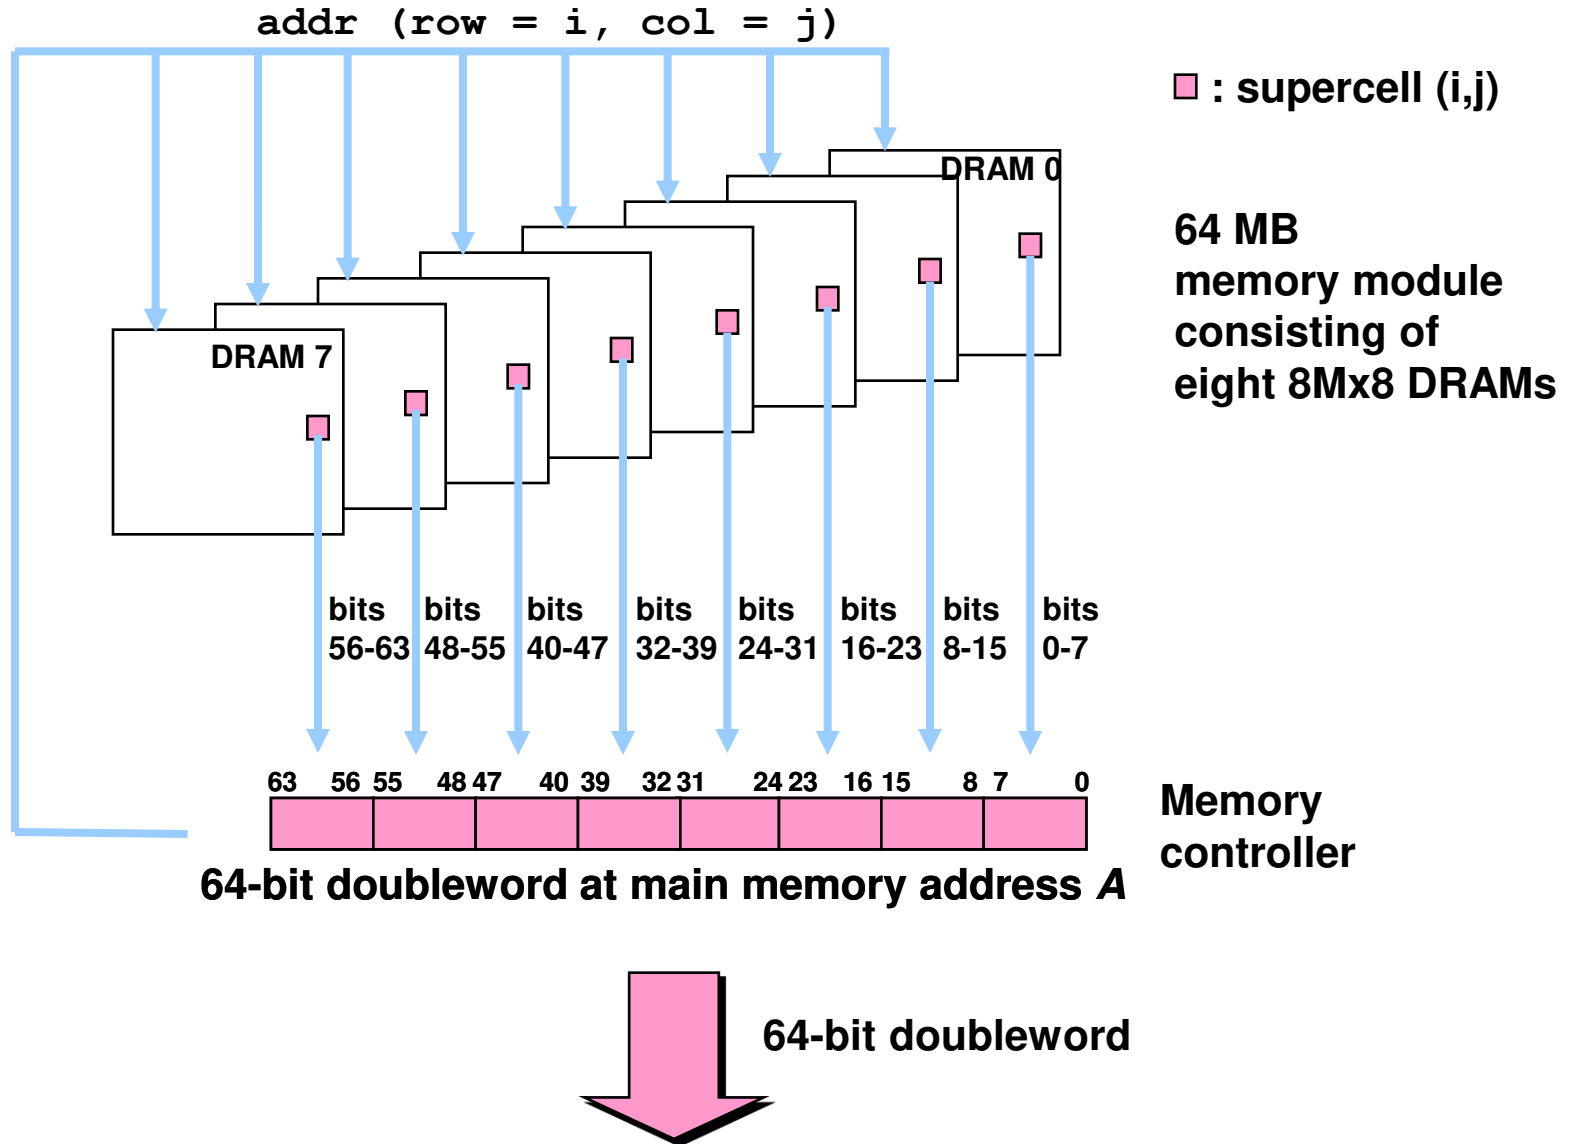 addr (row = i, col = j)
: supercell (i,j)
DRAM 0
64 MB
memory module
consisting of
eight 8Mx8 DRAMs
DRAM 7
bits 56-63
bits 48-55
bits 40-47
bits 32-39
bits 24-31
bits 16-23
bits 8-15
bits 0-7
63 56 55 48 47 40 39 32 31 24 23 16 15 8 7 0
Memory
controller
64-bit doubleword at main memory address A
64-bit doubleword